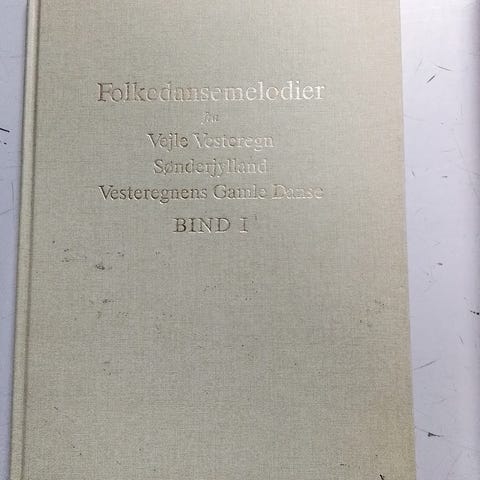 Folkedansemelodier
fra
Vejle Vesteregn
Sønderjylland
Vesteregnens Gamle Danse
BIND I